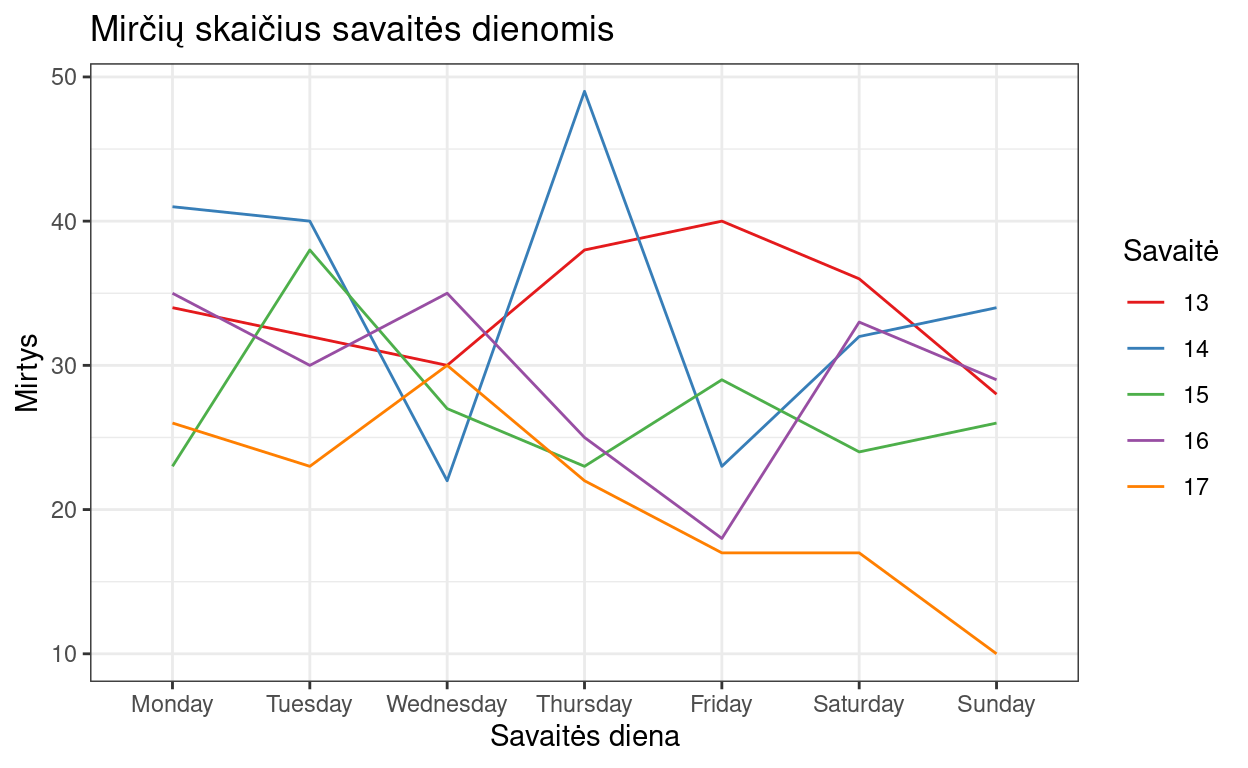 Mirčių skaičius savaitės dienomis
Mirtys
50
40
30
20
10
Monday
Tuesday
Wednesday
Thursday
Friday
Saturday
Sunday
Savaitės diena
Savaitė
13
14
15
16
17